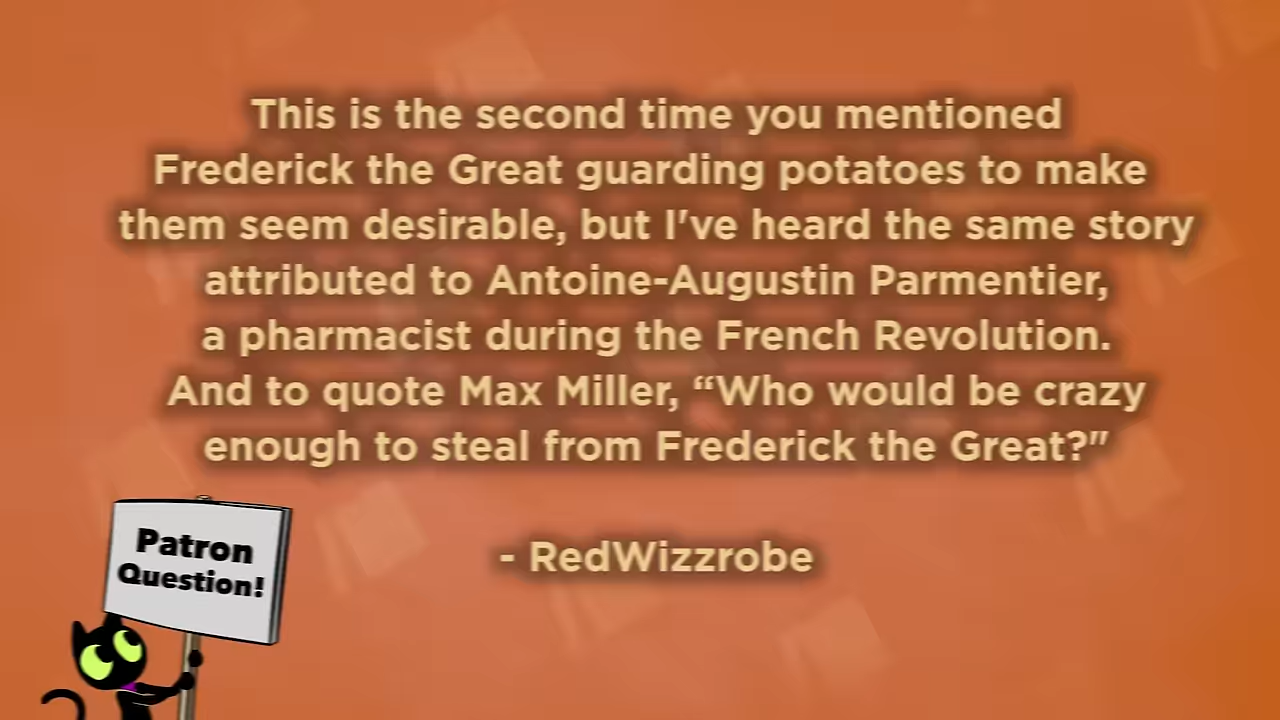 This is the second time you mentioned
Frederick the Great guarding potatoes to make
them seem desirable, but I've heard the same story
attributed to Antoine-Augustin Parmentier,
a pharmacist during the French Revolution.
And to quote Max Miller, “Who would be crazy
enough to steal from Frederick the Great?"
- RedWizzrobe
Patron
Question!